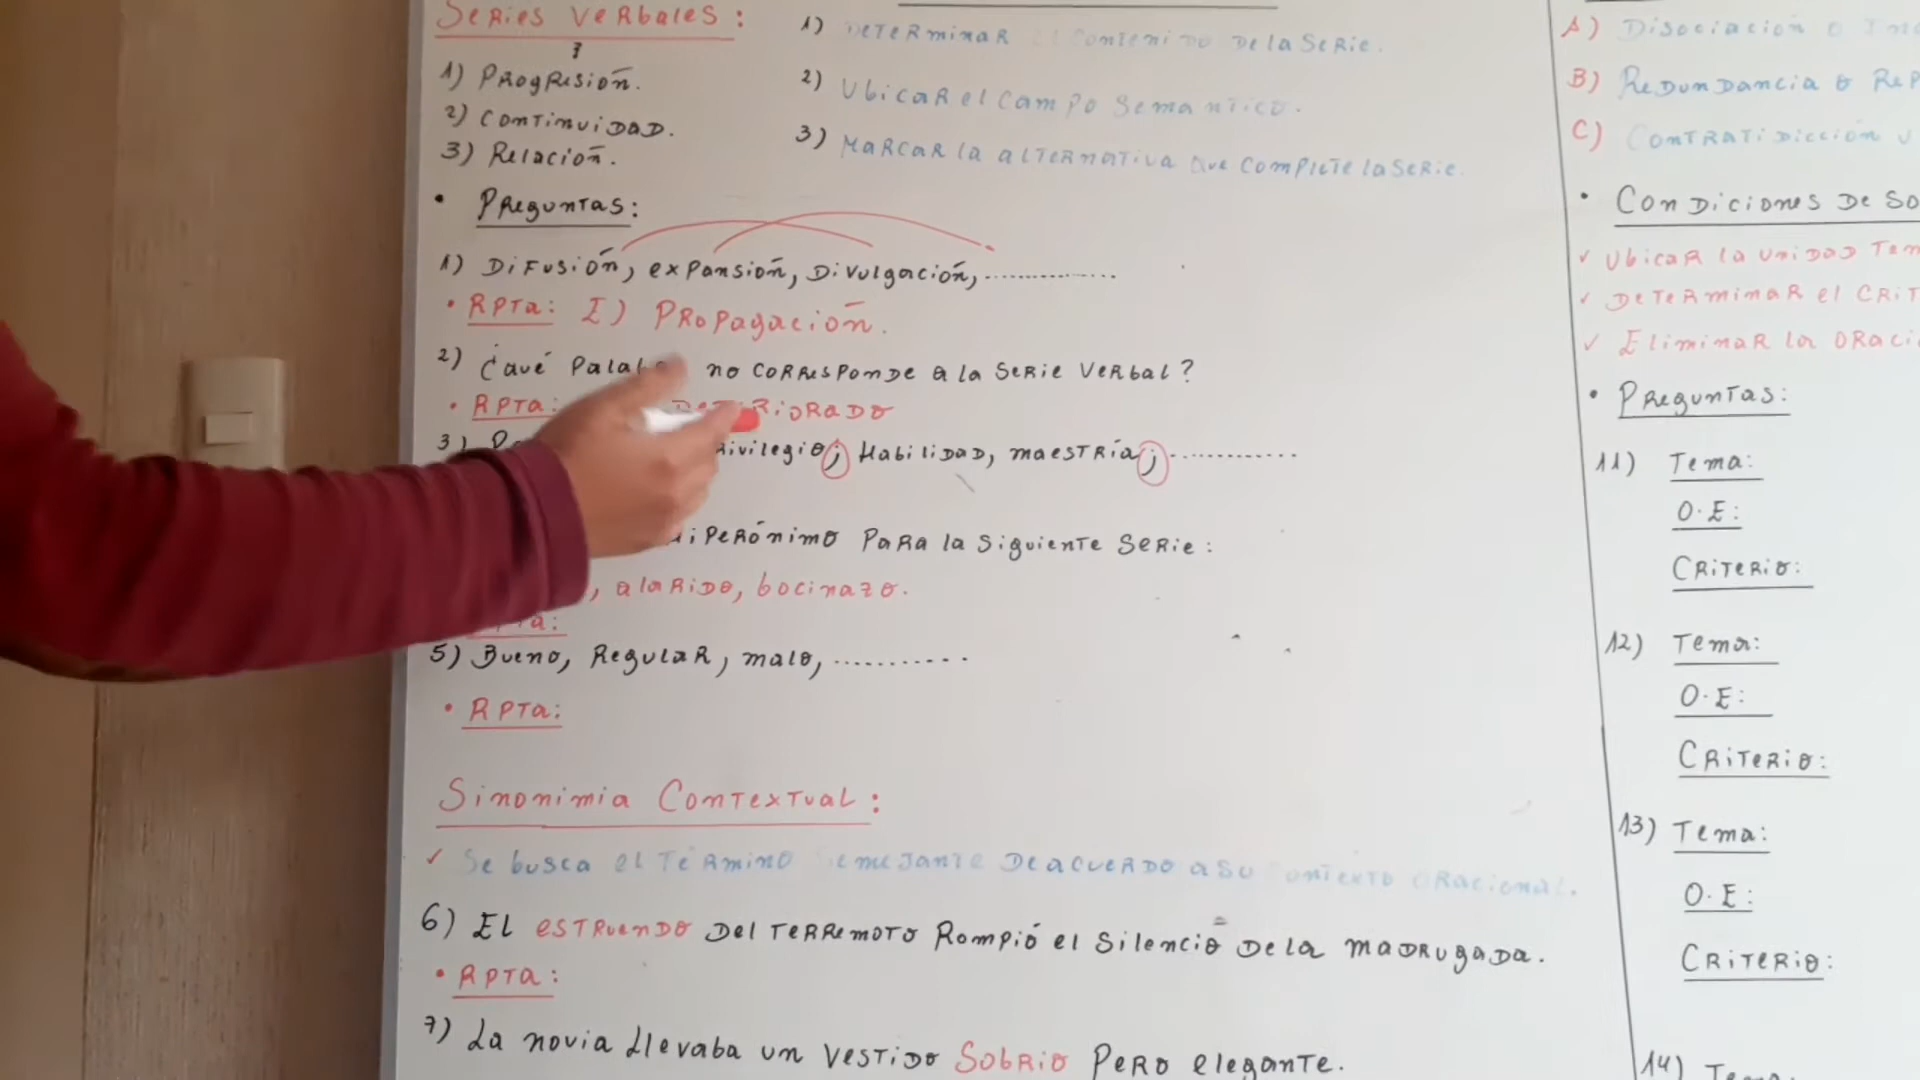 Series Verbales:
1) Progresión.
2) Continuidad.
3) Relación.
1) Determinar el contenido de la serie.
2) Ubicar el campo semantico.
3) Marcar la alternativa que complete la serie.
• Preguntas:
1) Difusión, expansión, Divulgación, ...............
• RPTa: E) Propagación.
2) ¿Qué no corresponde a la serie verbal?
• RPTa: Deteriorado
3) ; Habilidad, maestría; ...............
Hiperónimo para la siguiente serie:
, alarido, bocinazo.
RPTa:
5) Bueno, Regular, malo, ...........
• RPTa:
Sinonimia Contextual:
✓ Se busca el término semejante de acuerdo a su contexto oracional.
6) El estruendo del terremoto rompió el silencio de la madrugada.
• RPTa:
7) La novia llevaba un vestido sobrio pero elegante.
A) Disociación o
B) Redundancia o
C)
• Condiciones de
✓ Ubicar la unidad
✓ Determinar el
✓ Eliminar la
• Preguntas:
11) Tema:
O.E:
Criterio:
12) Tema:
O.E:
Criterio:
13) Tema:
O.E:
Criterio:
14)